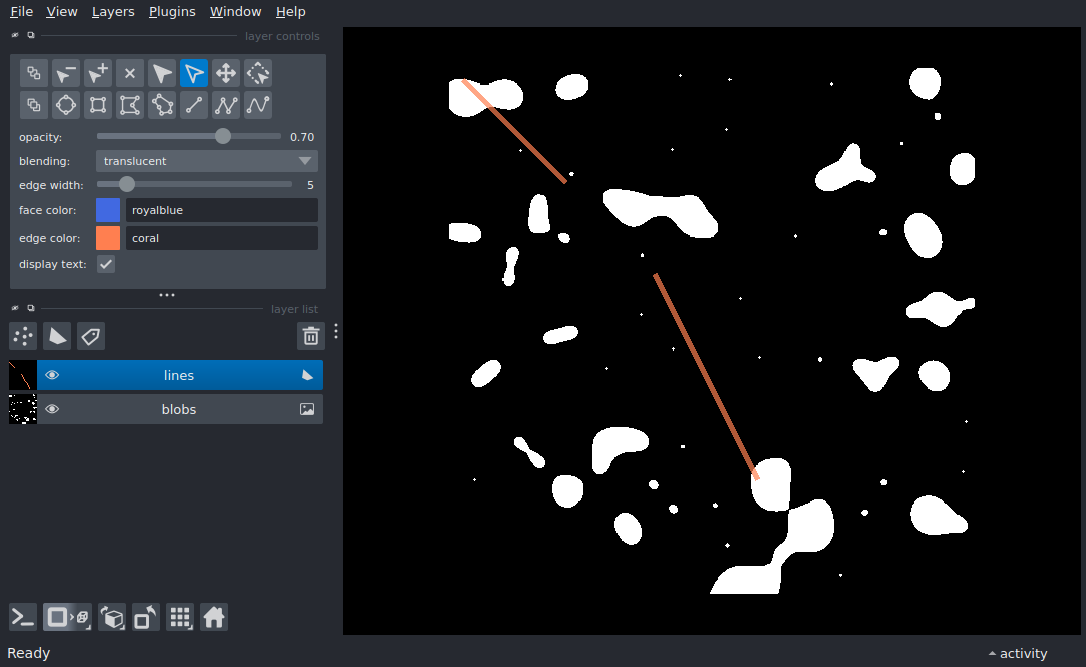 File View Layers Plugins Window Help
layer controls
opacity: 0.70
blending: translucent
edge width: 5
face color: royalblue
edge color: coral
display text:
layer list
lines
blobs
Ready
activity